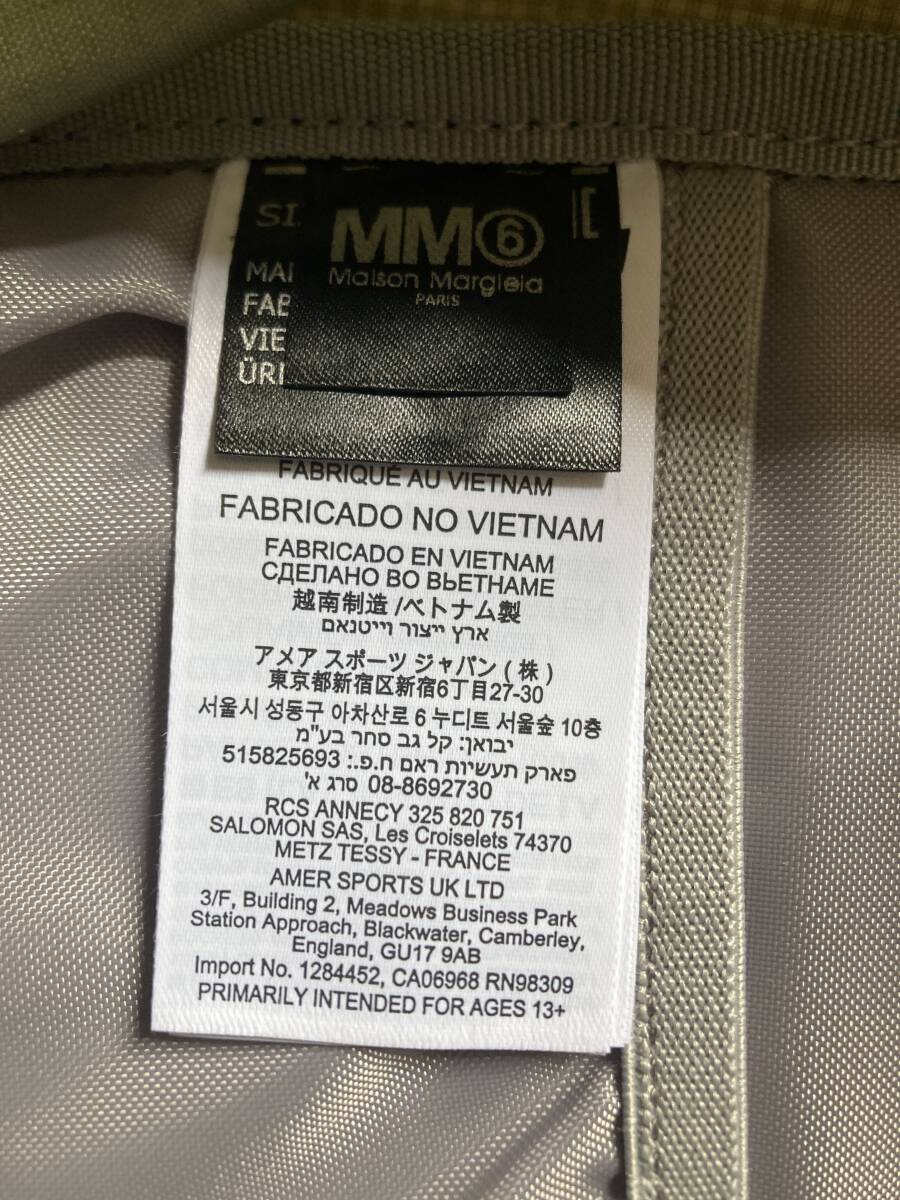 MM6
Maison Margiela
PARIS
SI
MAI
FAB
VIE
ÜRI
FABRIQUÉ AU VIETNAM
FABRICADO NO VIETNAM
FABRICADO EN VIETNAM
СДЕЛАНО ВО ВЬЕТНАМЕ
越南制造 /ベトナム製
ארץ ייצור וייטנאם
アメア スポーツ ジャパン ( 株 )
東京都新宿区新宿6丁目27-30
서울시 성동구 아차산로 6 누디트 서울숲 10층
יבואן: קל גב סחר בע"מ
פארק תעשיות ראם ח.פ.: 515825693
08-8692730 סרג א'
RCS ANNECY 325 820 751
SALOMON SAS, Les Croiselets 74370
METZ TESSY - FRANCE
AMER SPORTS UK LTD
3/F, Building 2, Meadows Business Park
Station Approach, Blackwater, Camberley,
England, GU17 9AB
Import No. 1284452, CA06968 RN98309
PRIMARILY INTENDED FOR AGES 13+